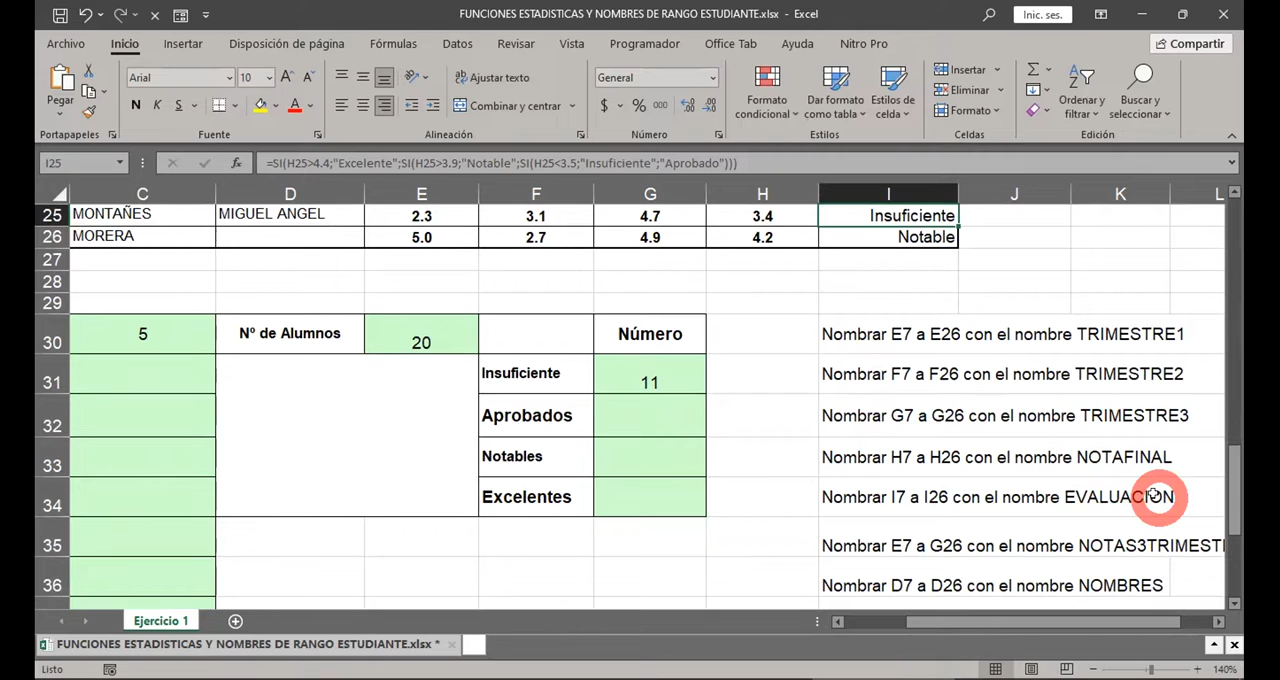 FUNCIONES ESTADISTICAS Y NOMBRES DE RANGO ESTUDIANTE.xlsx - Excel
Inic. ses.
Archivo Inicio Insertar Disposición de página Fórmulas Datos Revisar Vista Programador Office Tab Ayuda Nitro Pro Compartir
Pegar
Arial 10
N K S
Ajustar texto
Combinar y centrar
General
$ % 000
Formato condicional
Dar formato como tabla
Estilos de celda
Insertar
Eliminar
Formato
Ordenar y filtrar
Buscar y seleccionar
Portapapeles Fuente Alineación Número Estilos Celdas Edición
I25 fx =SI(H25>4.4;"Excelente";SI(H25>3.9;"Notable";SI(H25<3.5;"Insuficiente";"Aprobado")))
C D E F G H I J K L
25 MONTAÑES MIGUEL ANGEL 2.3 3.1 4.7 3.4 Insuficiente
26 MORERA 5.0 2.7 4.9 4.2 Notable
27
28
29
30 5 Nº de Alumnos 20 Número Nombrar E7 a E26 con el nombre TRIMESTRE1
31 Insuficiente 11 Nombrar F7 a F26 con el nombre TRIMESTRE2
32 Aprobados Nombrar G7 a G26 con el nombre TRIMESTRE3
33 Notables Nombrar H7 a H26 con el nombre NOTAFINAL
34 Excelentes Nombrar I7 a I26 con el nombre EVALUACION
35 Nombrar E7 a G26 con el nombre NOTAS3TRIMEST
36 Nombrar D7 a D26 con el nombre NOMBRES
Ejercicio 1
FUNCIONES ESTADISTICAS Y NOMBRES DE RANGO ESTUDIANTE.xlsx *
Listo 140%